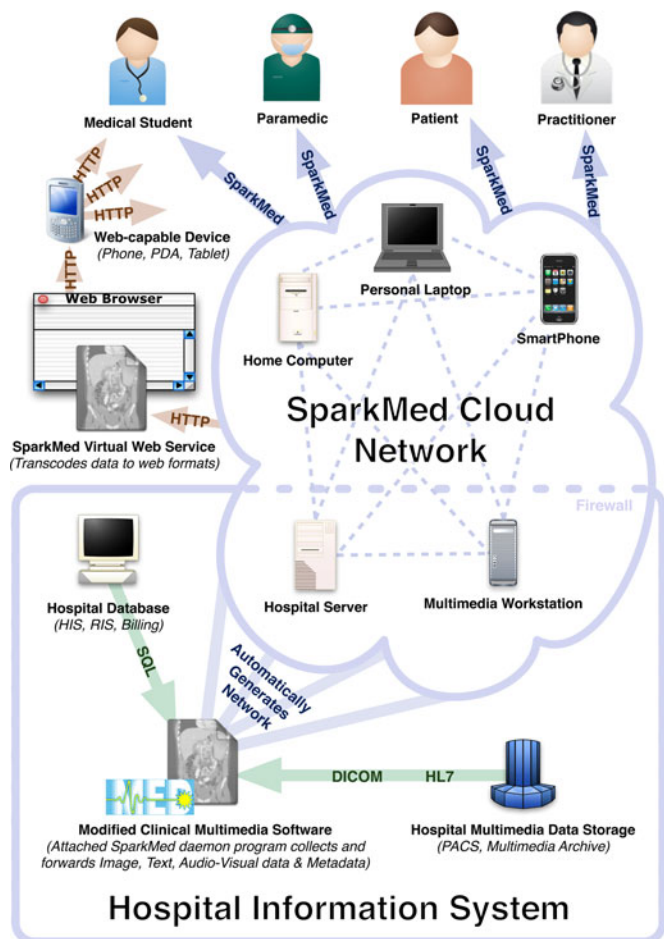 Medical Student
Paramedic
Patient
Practitioner
HTTP
HTTP
HTTP
SparkMed
SparkMed
SparkMed
SparkMed
Web-capable Device
(Phone, PDA, Tablet)
HTTP
Web Browser
Personal Laptop
SmartPhone
Home Computer
SparkMed Cloud
Network
HTTP
SparkMed Virtual Web Service
(Transcodes data to web formats)
Firewall
Hospital Database
(HIS, RIS, Billing)
Hospital Server
Multimedia Workstation
SQL
Automatically
Generates
Network
MED
DICOM HL7
Modified Clinical Multimedia Software
(Attached SparkMed daemon program collects and
forwards Image, Text, Audio-Visual data & Metadata)
Hospital Multimedia Data Storage
(PACS, Multimedia Archive)
Hospital Information System